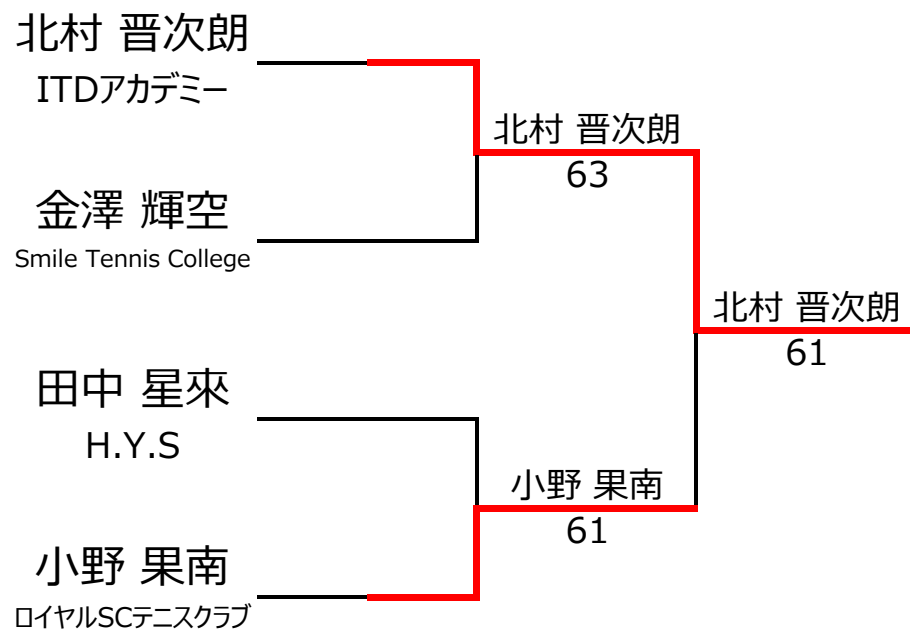 北村 晋次朗
ITDアカデミー
北村 晋次朗
63
金澤 輝空
Smile Tennis College
北村 晋次朗
61
田中 星來
H.Y.S
小野 果南
61
小野 果南
ロイヤルSCテニスクラブ